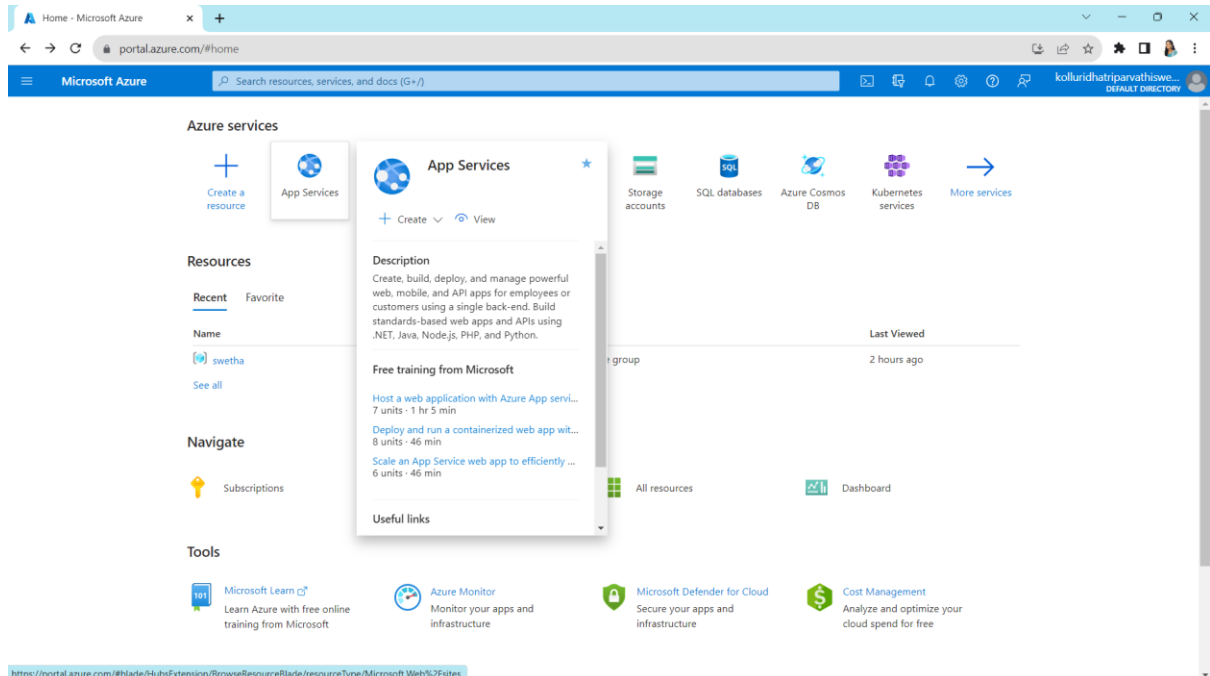 Home - Microsoft Azure
portal.azure.com/#home
Microsoft Azure
Search resources, services, and docs (G+/)
kolluridhatriparvathiswe...
DEFAULT DIRECTORY
Azure services
Create a
resource
App Services
App Services
Create
View
Storage
accounts
SQL
SQL databases
Azure Cosmos
DB
Kubernetes
services
More services
Description
Create, build, deploy, and manage powerful
web, mobile, and API apps for employees or
customers using a single back-end. Build
standards-based web apps and APIs using
.NET, Java, Node.js, PHP, and Python.
Free training from Microsoft
Host a web application with Azure App servi...
7 units · 1 hr 5 min
Deploy and run a containerized web app wit...
8 units · 46 min
Scale an App Service web app to efficiently ...
6 units · 46 min
Useful links
Resources
Recent Favorite
Name Last Viewed
swetha group 2 hours ago
See all
Navigate
Subscriptions
All resources
Dashboard
Tools
101
Microsoft Learn
Learn Azure with free online
training from Microsoft
Azure Monitor
Monitor your apps and
infrastructure
Microsoft Defender for Cloud
Secure your apps and
infrastructure
Cost Management
Analyze and optimize your
cloud spend for free
https://portal.azure.com/#blade/HubsExtension/BrowseResourceBlade/resourceType/Microsoft.Web%2Fsites